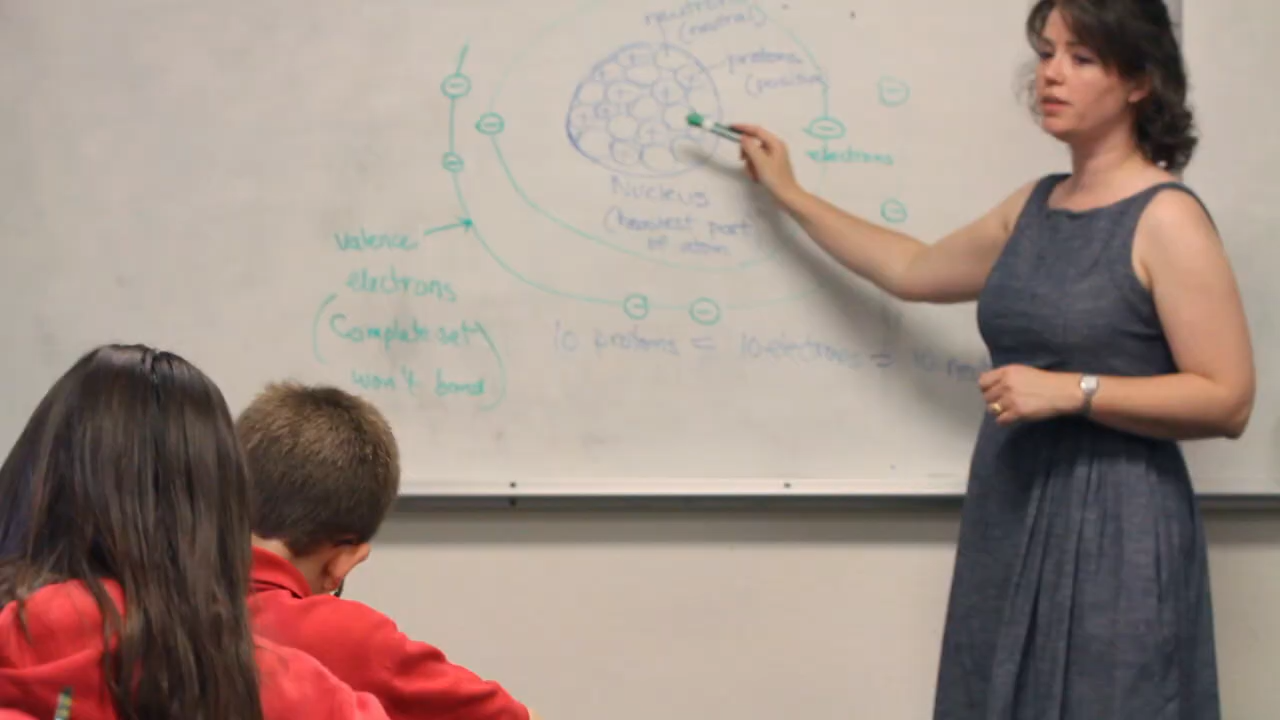 neutrons
(neutral)
protons
(positive
electrons
Nucleus
(heaviest part
of atom
valence
electrons
(Complete set)
won't bond
10 protons = 10 electrons = 10